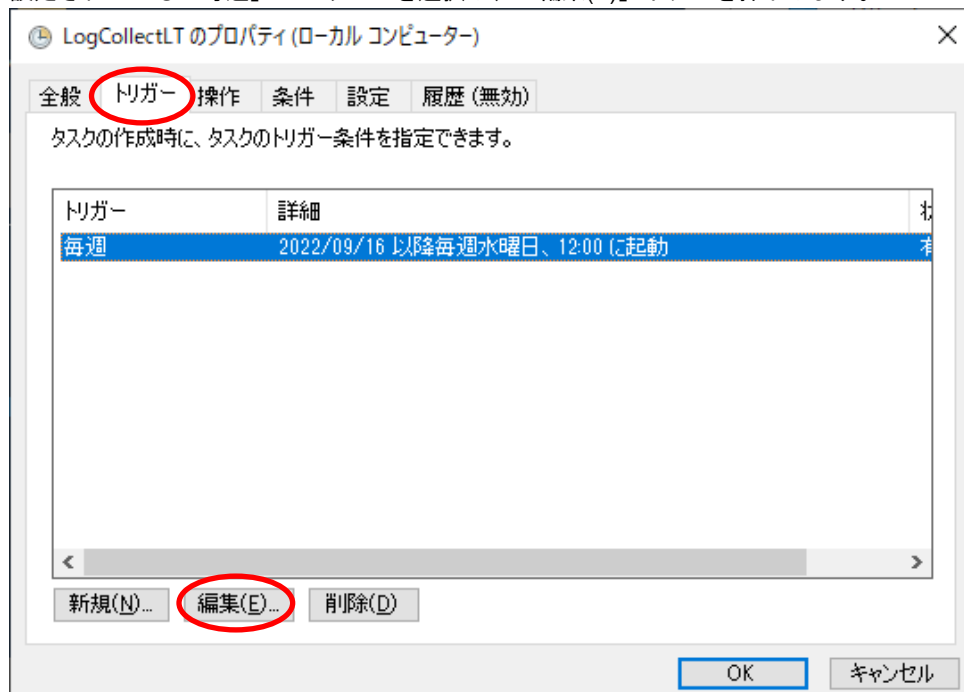 LogCollectLT のプロパティ (ローカル コンピューター)
全般 トリガー 操作 条件 設定 履歴 (無効)
タスクの作成時に、タスクのトリガー条件を指定できます。
トリガー 詳細
毎週 2022/09/16 以降毎週水曜日、12:00 に起動
新規(N)... 編集(E)... 削除(D)
OK キャンセル